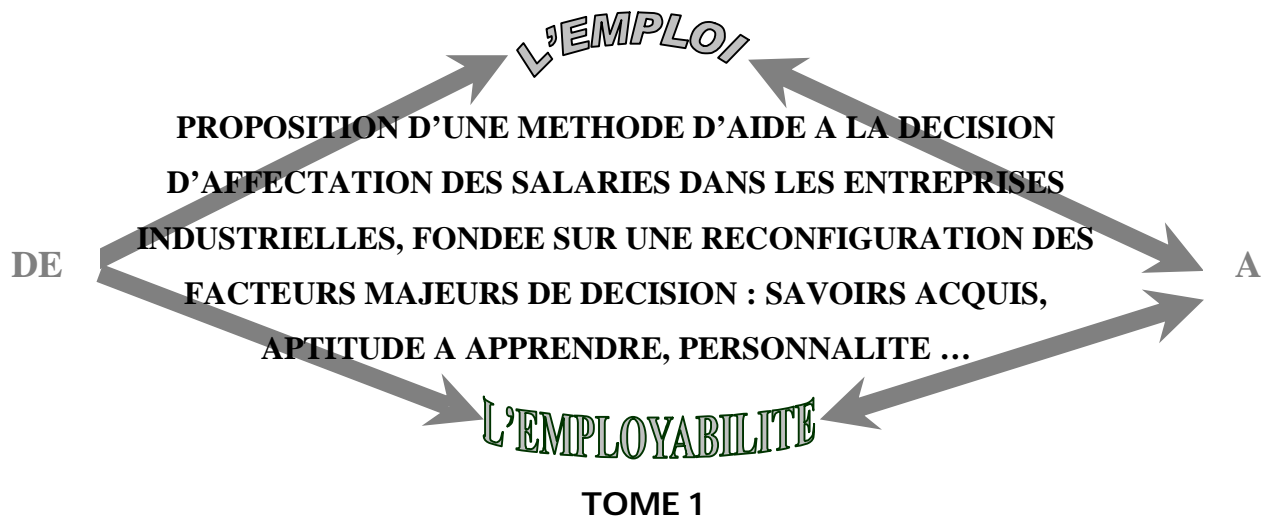 L'EMPLOI
PROPOSITION D'UNE METHODE D'AIDE A LA DECISION
D'AFFECTATION DES SALARIES DANS LES ENTREPRISES
INDUSTRIELLES, FONDEE SUR UNE RECONFIGURATION DES
DE
A
FACTEURS MAJEURS DE DECISION : SAVOIRS ACQUIS,
APTITUDE A APPRENDRE, PERSONNALITE …
L'EMPLOYABILITE
TOME 1